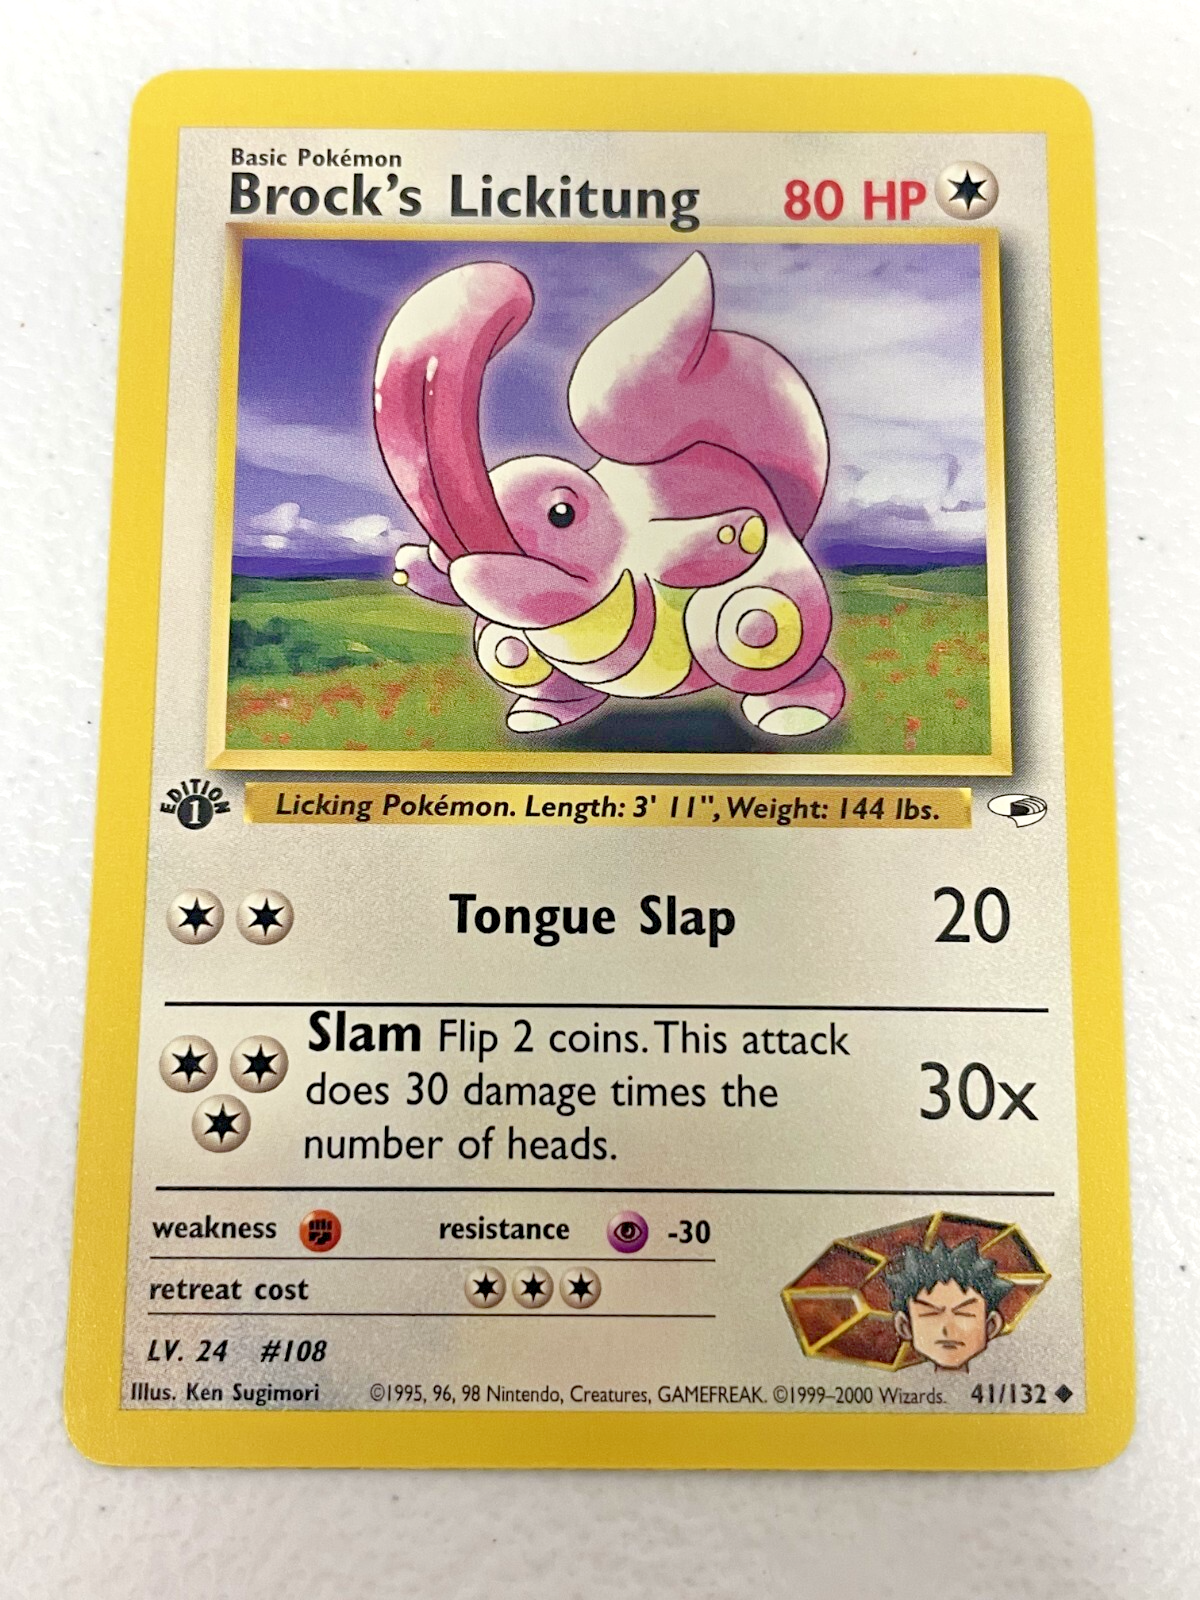 Basic Pokémon
Brock's Lickitung 80 HP
EDITION
1
Licking Pokémon. Length: 3' 11", Weight: 144 lbs.
Tongue Slap 20
Slam Flip 2 coins. This attack
does 30 damage times the
number of heads.
30x
weakness resistance -30
retreat cost
LV. 24 #108
Illus. Ken Sugimori ©1995, 96, 98 Nintendo, Creatures, GAMEFREAK. ©1999–2000 Wizards. 41/132